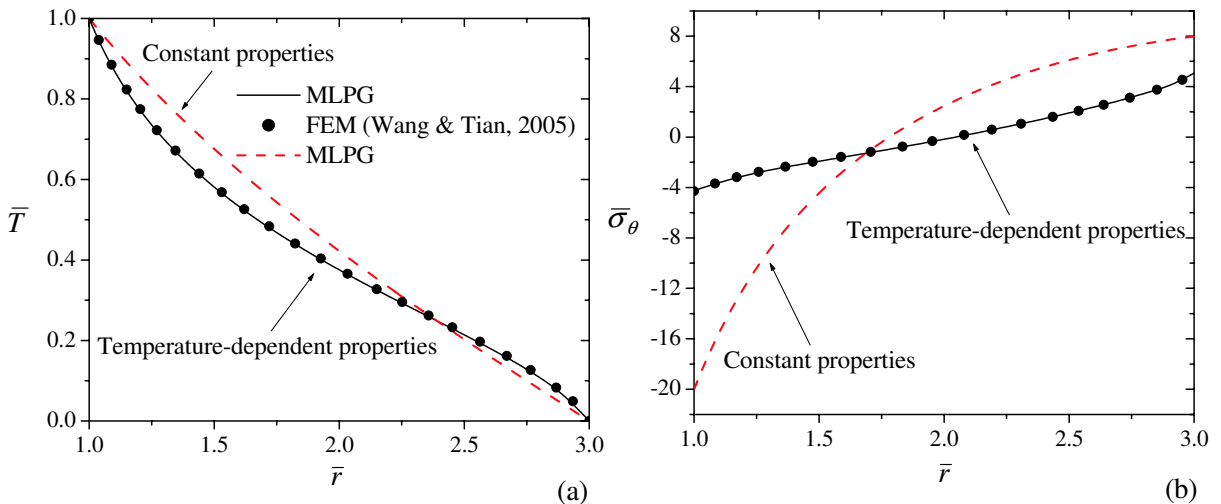 1.0
0.8
0.6
0.4
0.2
0.0
T̅
Constant properties
MLPG
FEM (Wang & Tian, 2005)
MLPG
Temperature-dependent properties
1.0 1.5 2.0 2.5 3.0
r̅
(a)
8
4
0
-4
-8
-12
-16
-20
σ̅θ
Temperature-dependent properties
Constant properties
1.0 1.5 2.0 2.5 3.0
r̅
(b)